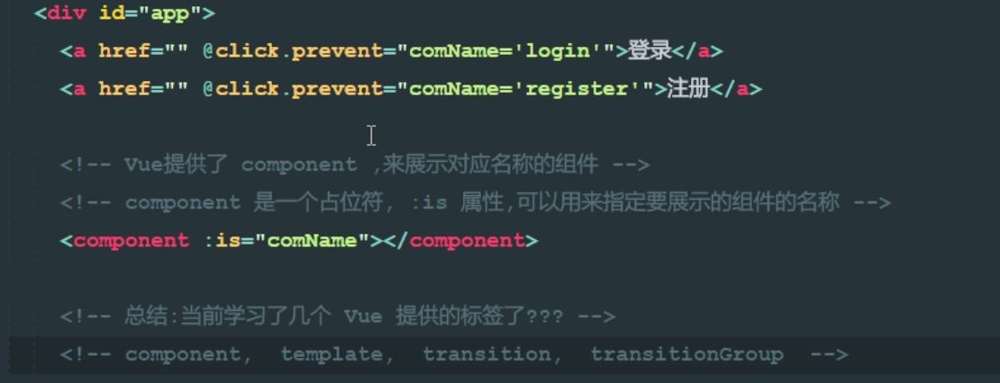 <div id="app">
<a href="" @click.prevent="comName='login'">登录</a>
<a href="" @click.prevent="comName='register'">注册</a>
<!-- Vue提供了 component ,来展示对应名称的组件 -->
<!-- component 是一个占位符, :is 属性,可以用来指定要展示的组件的名称 -->
<component :is="comName"></component>
<!-- 总结:当前学习了几个 Vue 提供的标签了??? -->
<!-- component, template, transition, transitionGroup -->